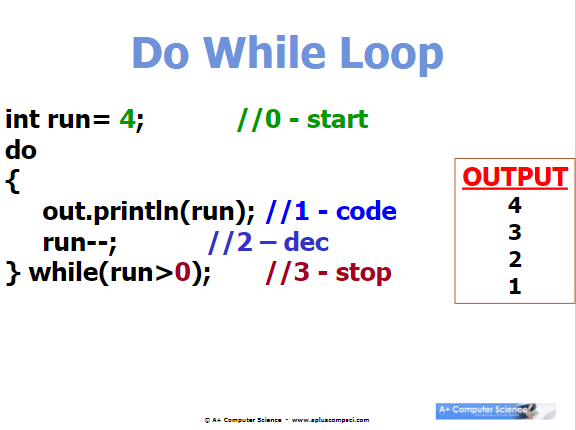 Do While Loop
int run= 4; //0 - start
do
{
out.println(run); //1 - code
run--; //2 – dec
} while(run>0); //3 - stop
OUTPUT
4
3
2
1
© A+ Computer Science - www.apluscompsci.com
A+ Computer Science